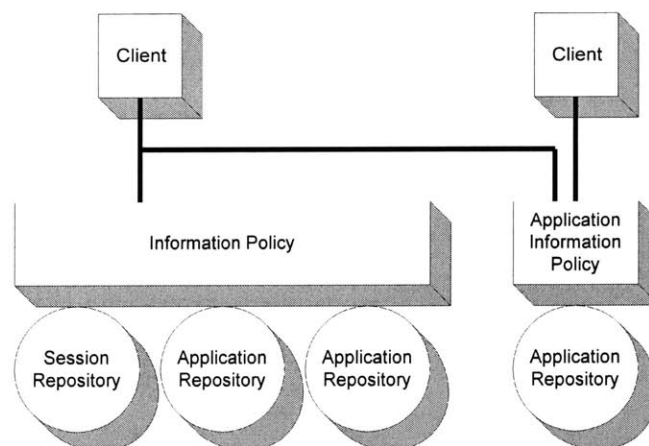 Client
Client
Information Policy
Application
Information
Policy
Session
Repository
Application
Repository
Application
Repository
Application
Repository